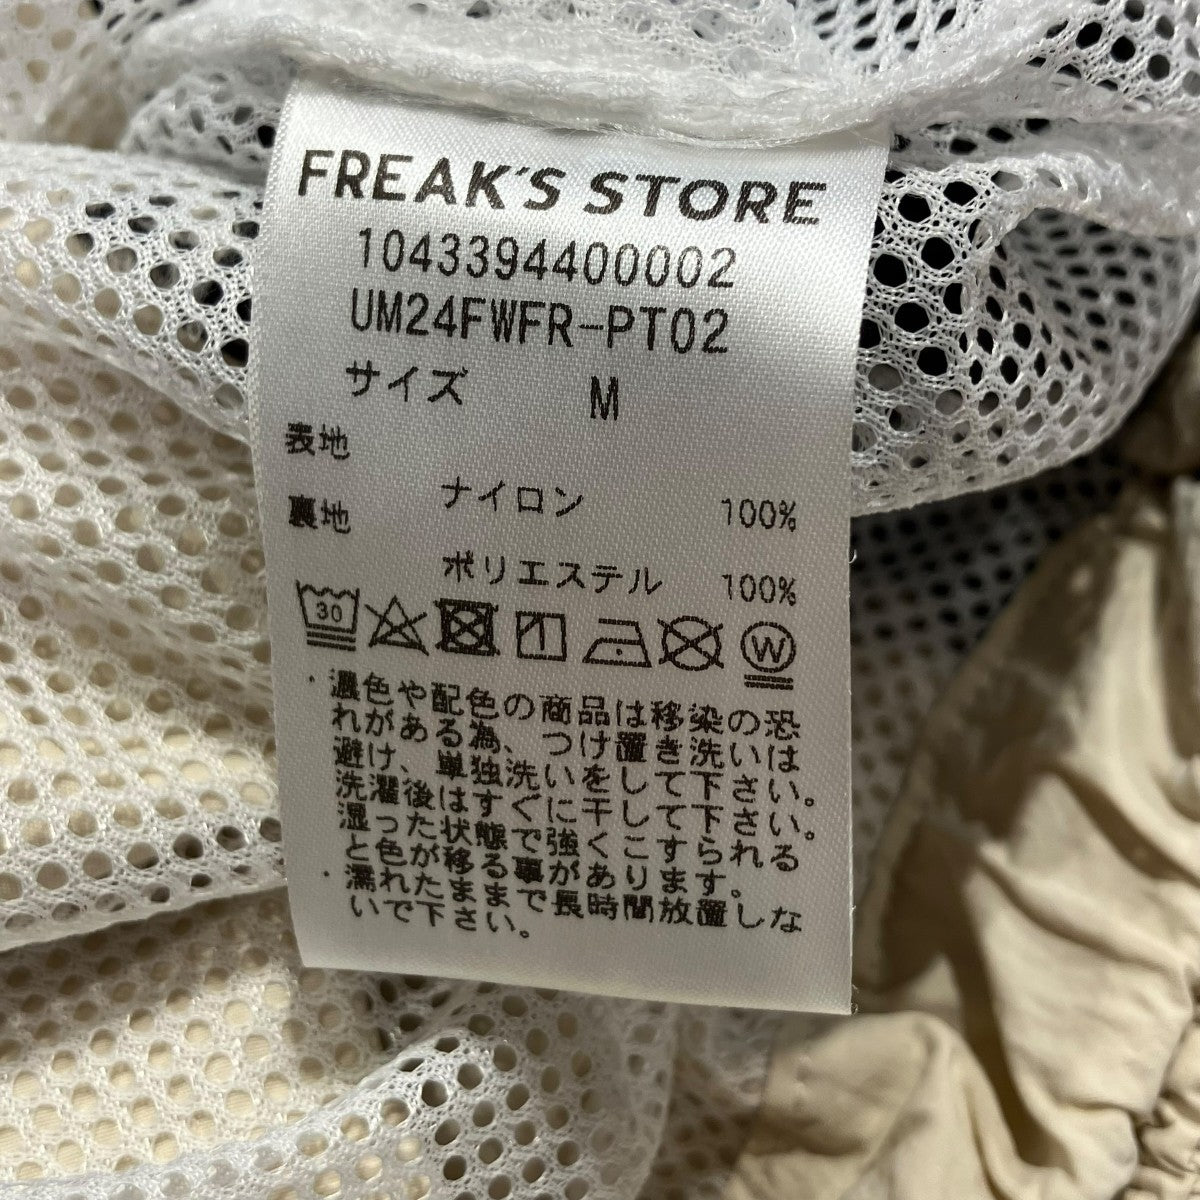 FREAK'S STORE
1043394400002
UM24FWFR-PT02
サイズ M
表地
ナイロン 100%
裏地
ポリエステル 100%
30
W
・濃色や配色の商品は移染の恐
れがある為、つけ置き洗いは
避け、単独洗いをして下さい。
洗濯後はすぐに干して下さい。
湿った状態で強くこすられる
と色が移る事があります。
・濡れたままで長時間放置しな
いで下さい。